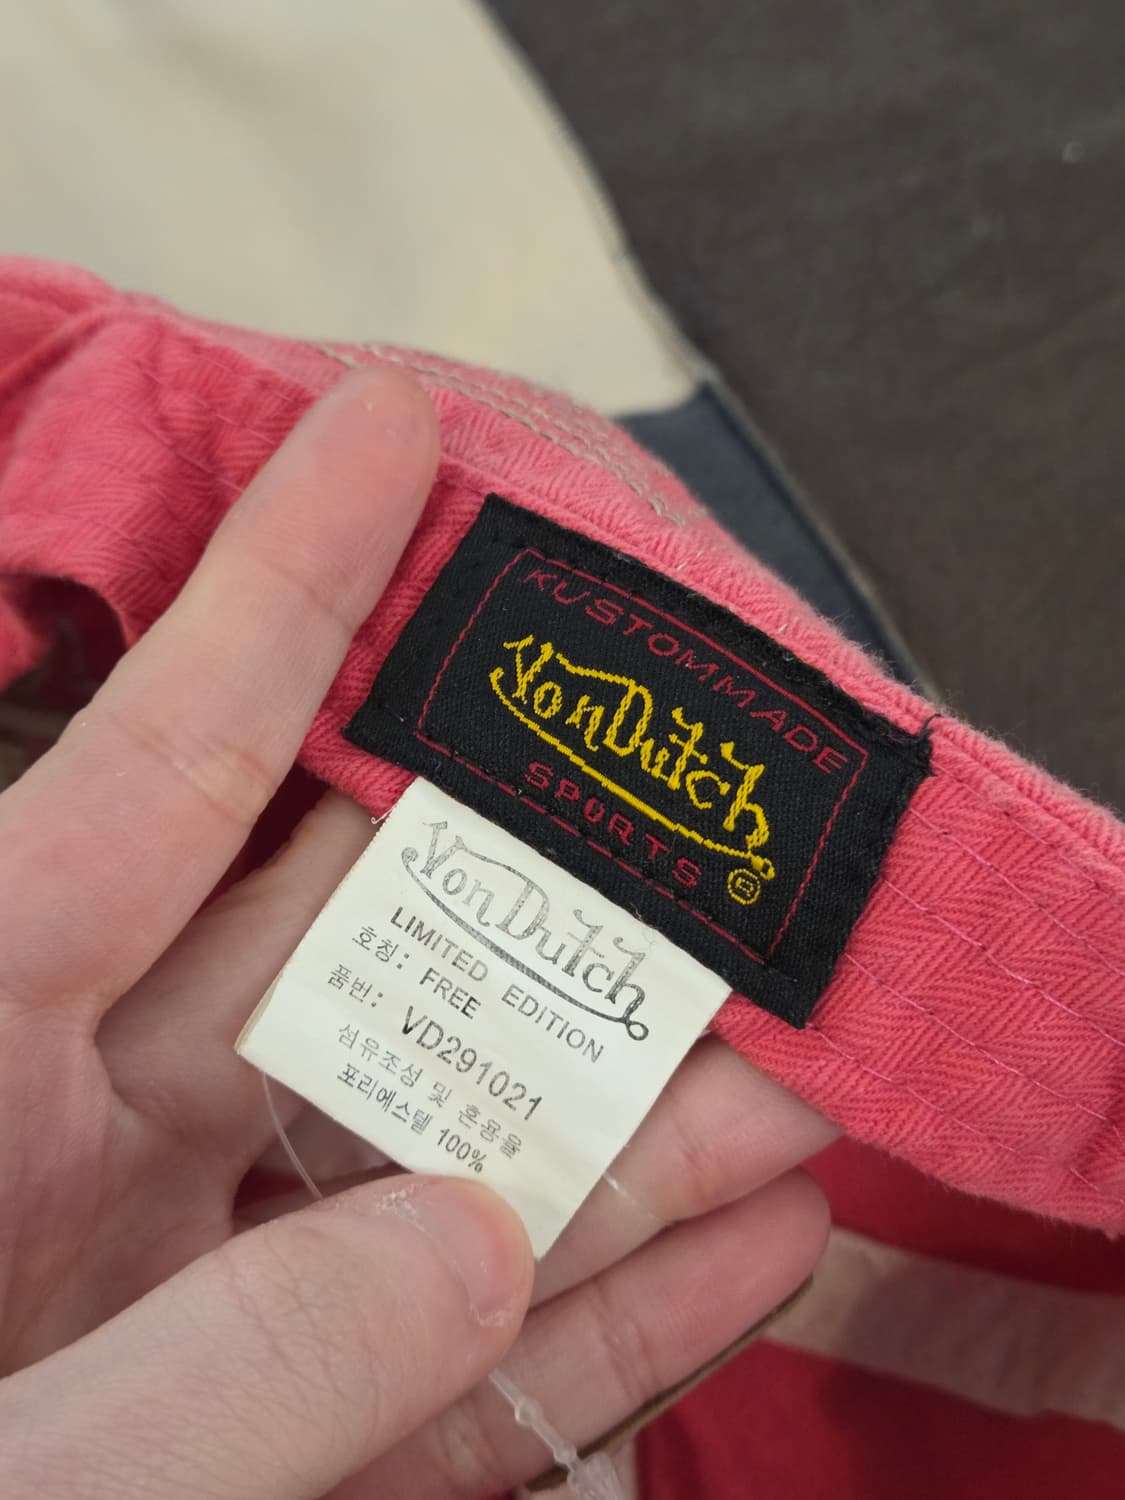 KUSTOMMADE
Von Dutch
SPORTS ®
® Von Dutch
LIMITED EDITION
호칭: FREE
품번: VD291021
섬유조성 및 혼용율
포리에스텔 100%